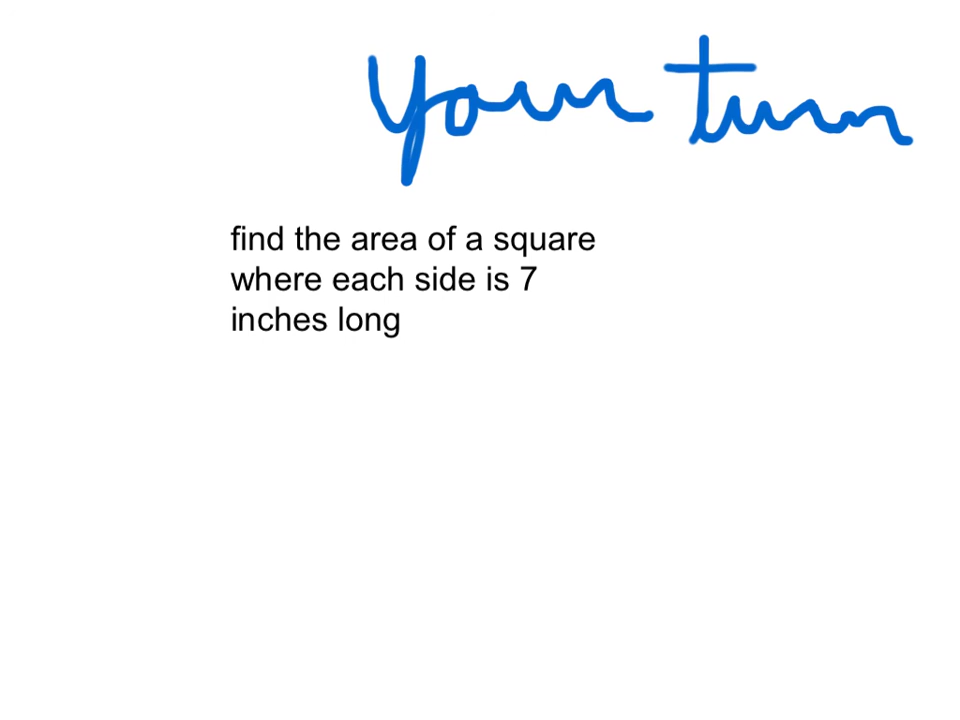 your turn
find the area of a square
where each side is 7
inches long